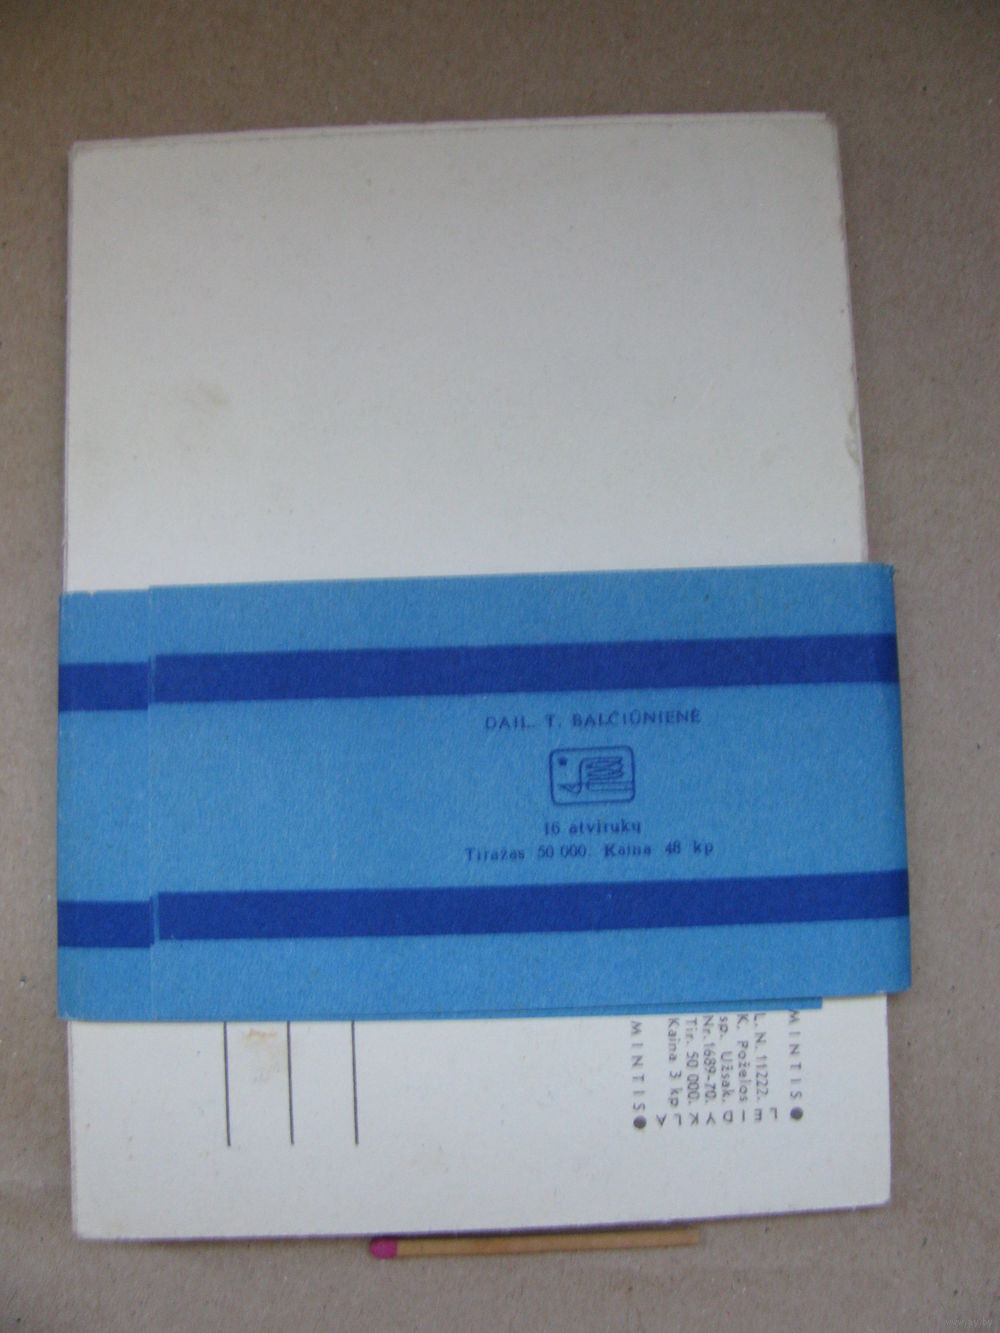 DAIL. T. BALČIŪNIENĖ
16 atvirukų
Tiražas 50 000. Kaina 48 kp
MINTIS●
L. N. 11222.
K. Poželos
sp. Užsak.
Nr. 1689-70.
Tir. 50 000.
Kaina 3 kp
MINTIS●